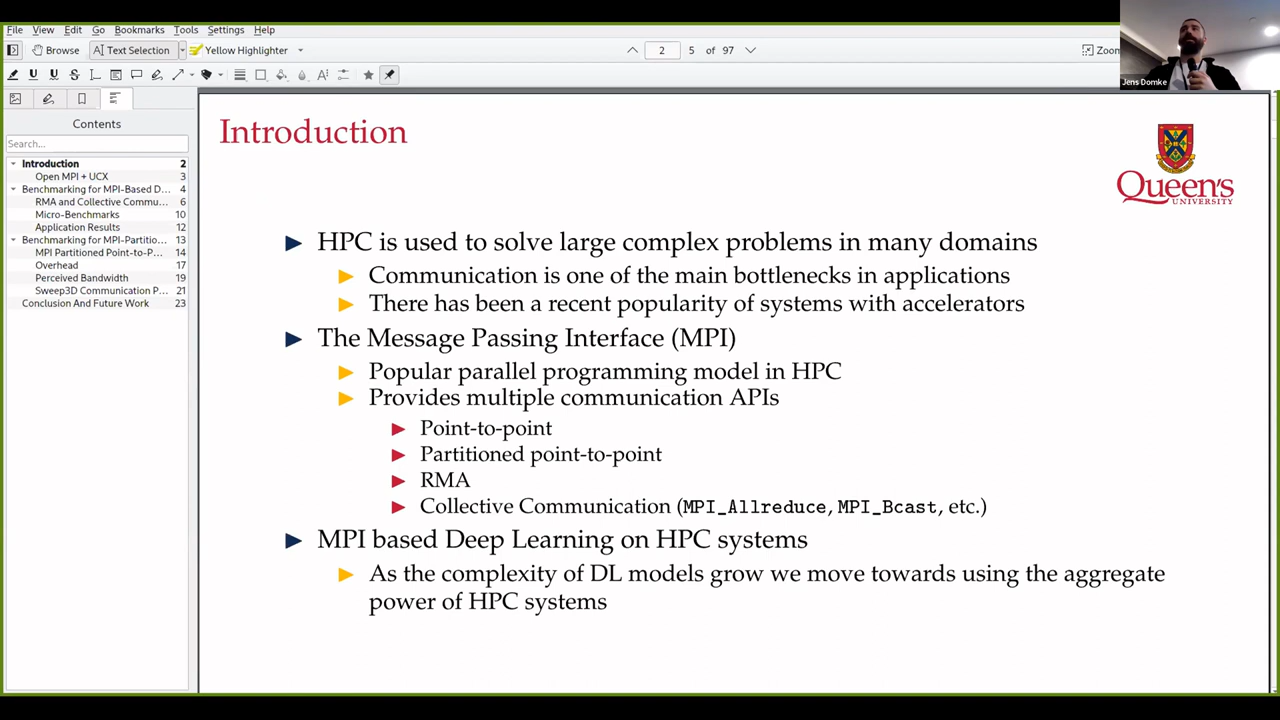 File View Edit Go Bookmarks Tools Settings Help
Browse Text Selection Yellow Highlighter 2 5 of 97 Zoom
Jens Domke
Contents
Search...
Introduction 2
Open MPI + UCX 3
Benchmarking for MPI-Based D... 4
RMA and Collective Commu... 6
Micro-Benchmarks 10
Application Results 12
Benchmarking for MPI-Partitio... 13
MPI Partitioned Point-to-P... 14
Overhead 17
Perceived Bandwidth 19
Sweep3D Communication P... 21
Conclusion And Future Work 23
Introduction
Queen's
UNIVERSITY
HPC is used to solve large complex problems in many domains
Communication is one of the main bottlenecks in applications
There has been a recent popularity of systems with accelerators
The Message Passing Interface (MPI)
Popular parallel programming model in HPC
Provides multiple communication APIs
Point-to-point
Partitioned point-to-point
RMA
Collective Communication (MPI_Allreduce, MPI_Bcast, etc.)
MPI based Deep Learning on HPC systems
As the complexity of DL models grow we move towards using the aggregate
power of HPC systems